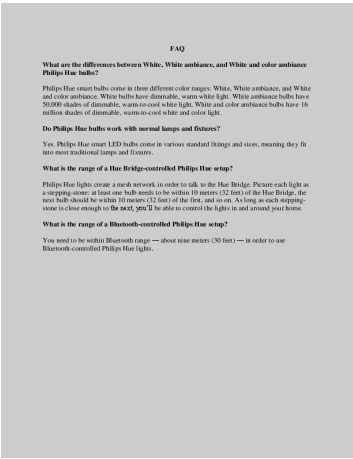 FAQ
What are the differences between White, White ambiance, and White and color ambiance
Philips Hue bulbs?
Philips Hue smart bulbs come in three different color ranges: White, White ambiance, and White
and color ambiance. White bulbs have dimmable, warm white light. White ambiance bulbs have
50,000 shades of dimmable, warm-to-cool white light. White and color ambiance bulbs have 16
million shades of dimmable, warm-to-cool white and color light.
Do Philips Hue bulbs work with normal lamps and fixtures?
Yes. Philips Hue smart LED bulbs come in various standard fittings and sizes, meaning they fit
into most traditional lamps and fixtures.
What is the range of a Hue Bridge-controlled Philips Hue setup?
Philips Hue lights create a mesh network in order to talk to the Hue Bridge. Picture each light as
a stepping-stone: at least one bulb needs to be within 10 meters (32 feet) of the Hue Bridge, the
next bulb should be within 10 meters (32 feet) of the first, and so on. As long as each stepping-
stone is close enough to the next, you'll be able to control the lights in and around your home.
What is the range of a Bluetooth-controlled Philips Hue setup?
You need to be within Bluetooth range — about nine meters (30 feet) — in order to use
Bluetooth-controlled Philips Hue lights.